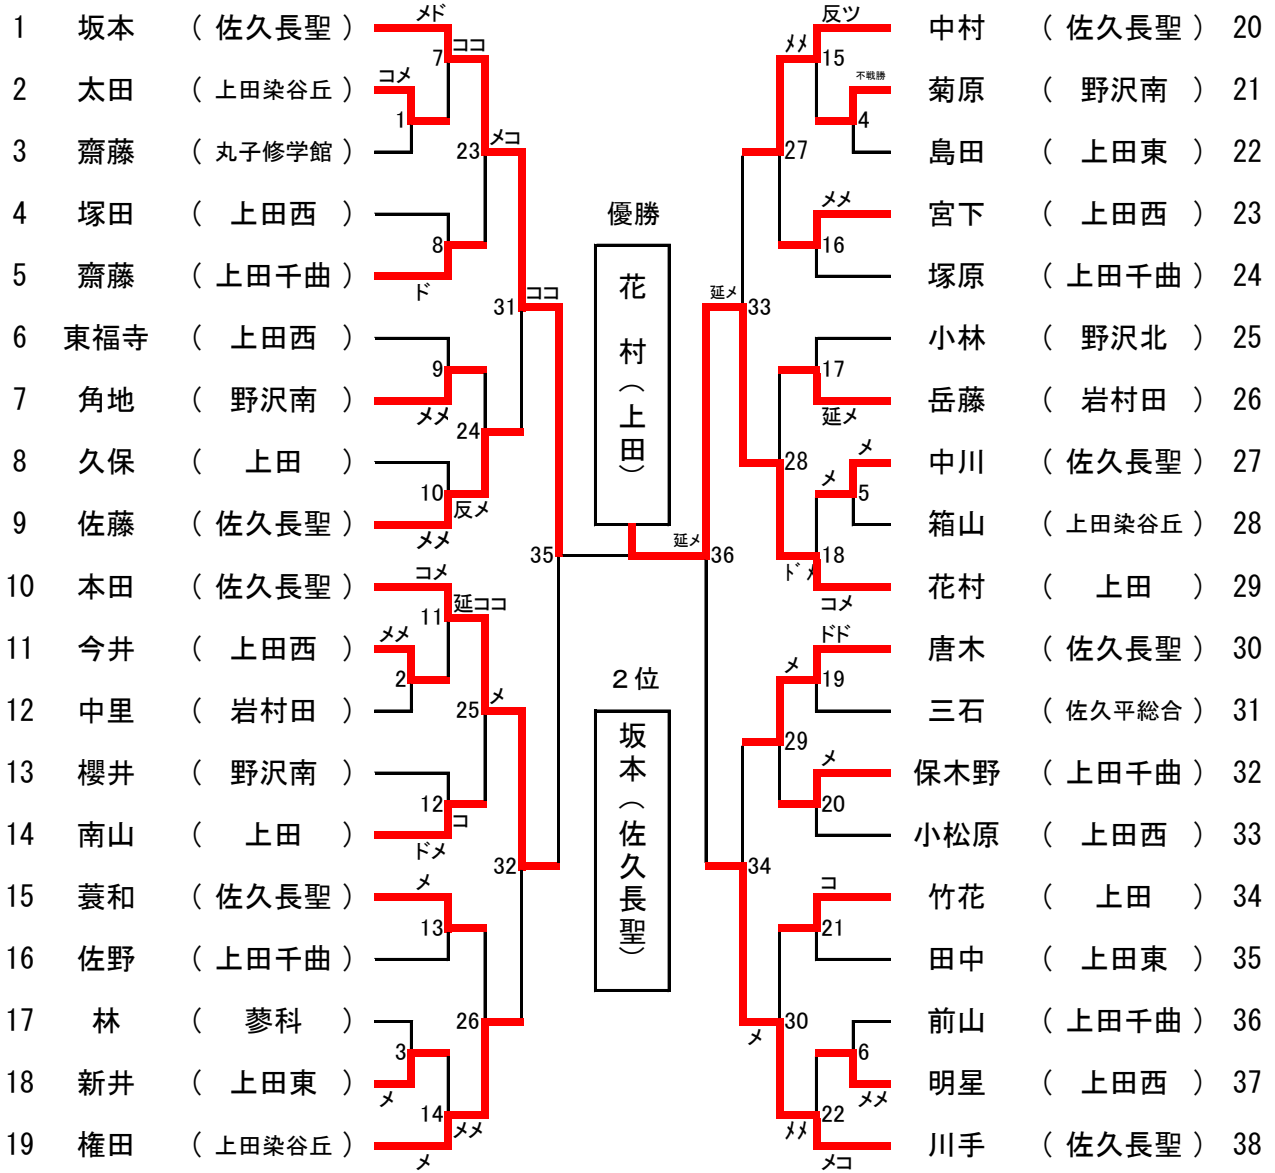 1 坂本 （ 佐久長聖 ）
2 太田 （ 上田染谷丘 ）
3 齋藤 （ 丸子修学館 ）
4 塚田 （ 上田西 ）
5 齋藤 （ 上田千曲 ）
6 東福寺 （ 上田西 ）
7 角地 （ 野沢南 ）
8 久保 （ 上田 ）
9 佐藤 （ 佐久長聖 ）
10 本田 （ 佐久長聖 ）
11 今井 （ 上田西 ）
12 中里 （ 岩村田 ）
13 櫻井 （ 野沢南 ）
14 南山 （ 上田 ）
15 蓑和 （ 佐久長聖 ）
16 佐野 （ 上田千曲 ）
17 林 （ 蓼科 ）
18 新井 （ 上田東 ）
19 権田 （ 上田染谷丘 ）
メド
7
ココ
コメ
1
23
メコ
8
ド
31
ココ
9
メメ
24
10
反メ
メメ
35
コメ
11
延ココ
メメ
2
25
メ
12
コ
ドメ
32
メ
13
26
3
メ
14
メメ
メ
優勝
花村（上田）
２位
坂本（佐久長聖）
反ツ
メメ
15
不戦勝
4
27
メメ
16
延メ
33
17
延メ
28
メ
メ
5
18
ドメ
コメ
延メ
36
ドド
メ
19
29
メ
20
34
コ
21
30
メ
6
メメ
22
メメ
メコ
中村 （ 佐久長聖 ） 20
菊原 （ 野沢南 ） 21
島田 （ 上田東 ） 22
宮下 （ 上田西 ） 23
塚原 （ 上田千曲 ） 24
小林 （ 野沢北 ） 25
岳藤 （ 岩村田 ） 26
中川 （ 佐久長聖 ） 27
箱山 （ 上田染谷丘 ） 28
花村 （ 上田 ） 29
唐木 （ 佐久長聖 ） 30
三石 （ 佐久平総合 ） 31
保木野 （ 上田千曲 ） 32
小松原 （ 上田西 ） 33
竹花 （ 上田 ） 34
田中 （ 上田東 ） 35
前山 （ 上田千曲 ） 36
明星 （ 上田西 ） 37
川手 （ 佐久長聖 ） 38